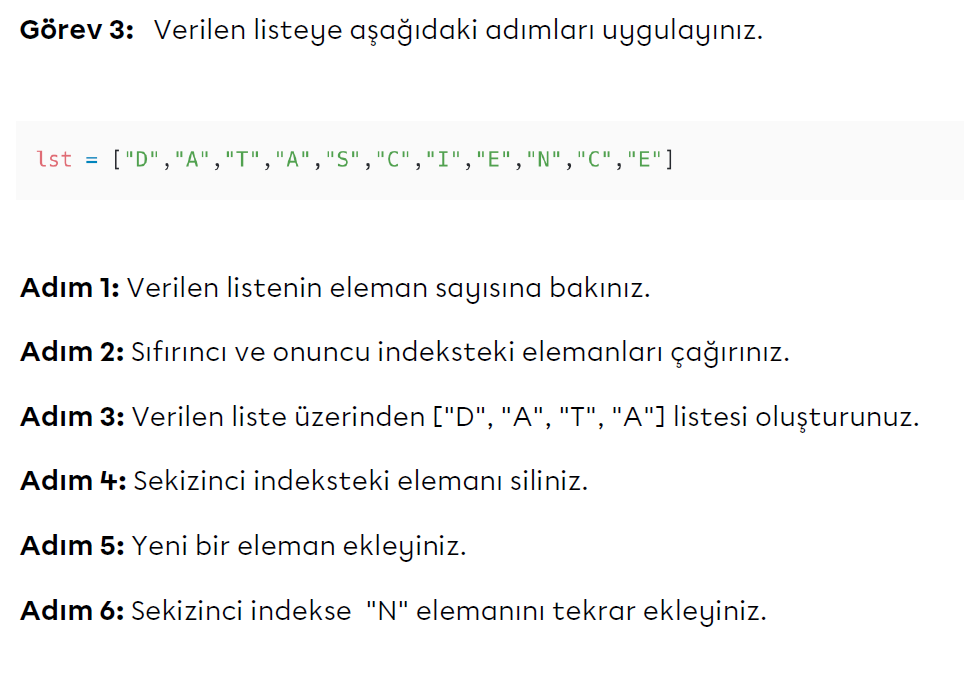 Görev 3: Verilen listeye aşağıdaki adımları uygulayınız.
lst = ["D","A","T","A","S","C","I","E","N","C","E"]
Adım 1: Verilen listenin eleman sayısına bakınız.
Adım 2: Sıfırıncı ve onuncu indeksteki elemanları çağırınız.
Adım 3: Verilen liste üzerinden ["D", "A", "T", "A"] listesi oluşturunuz.
Adım 4: Sekizinci indeksteki elemanı siliniz.
Adım 5: Yeni bir eleman ekleyiniz.
Adım 6: Sekizinci indekse "N" elemanını tekrar ekleyiniz.